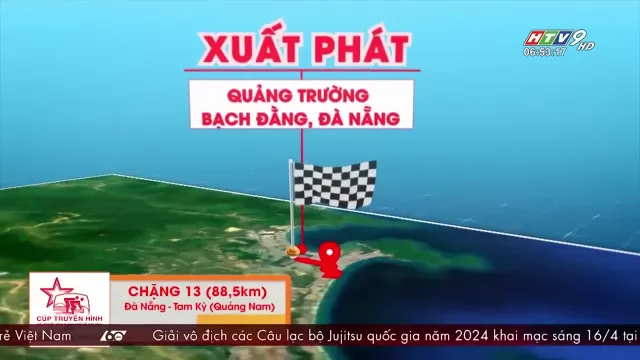 XUẤT PHÁT
HTV9 HD
06:53:17
QUẢNG TRƯỜNG
BẠCH ĐẰNG, ĐÀ NẴNG
CHẶNG 13 (88,5km)
Đà Nẵng - Tam Kỳ (Quảng Nam)
CÚP TRUYỀN HÌNH
rẻ Việt Nam
60
Giải vô địch các Câu lạc bộ Jujitsu quốc gia năm 2024 khai mạc sáng 16/4 tại